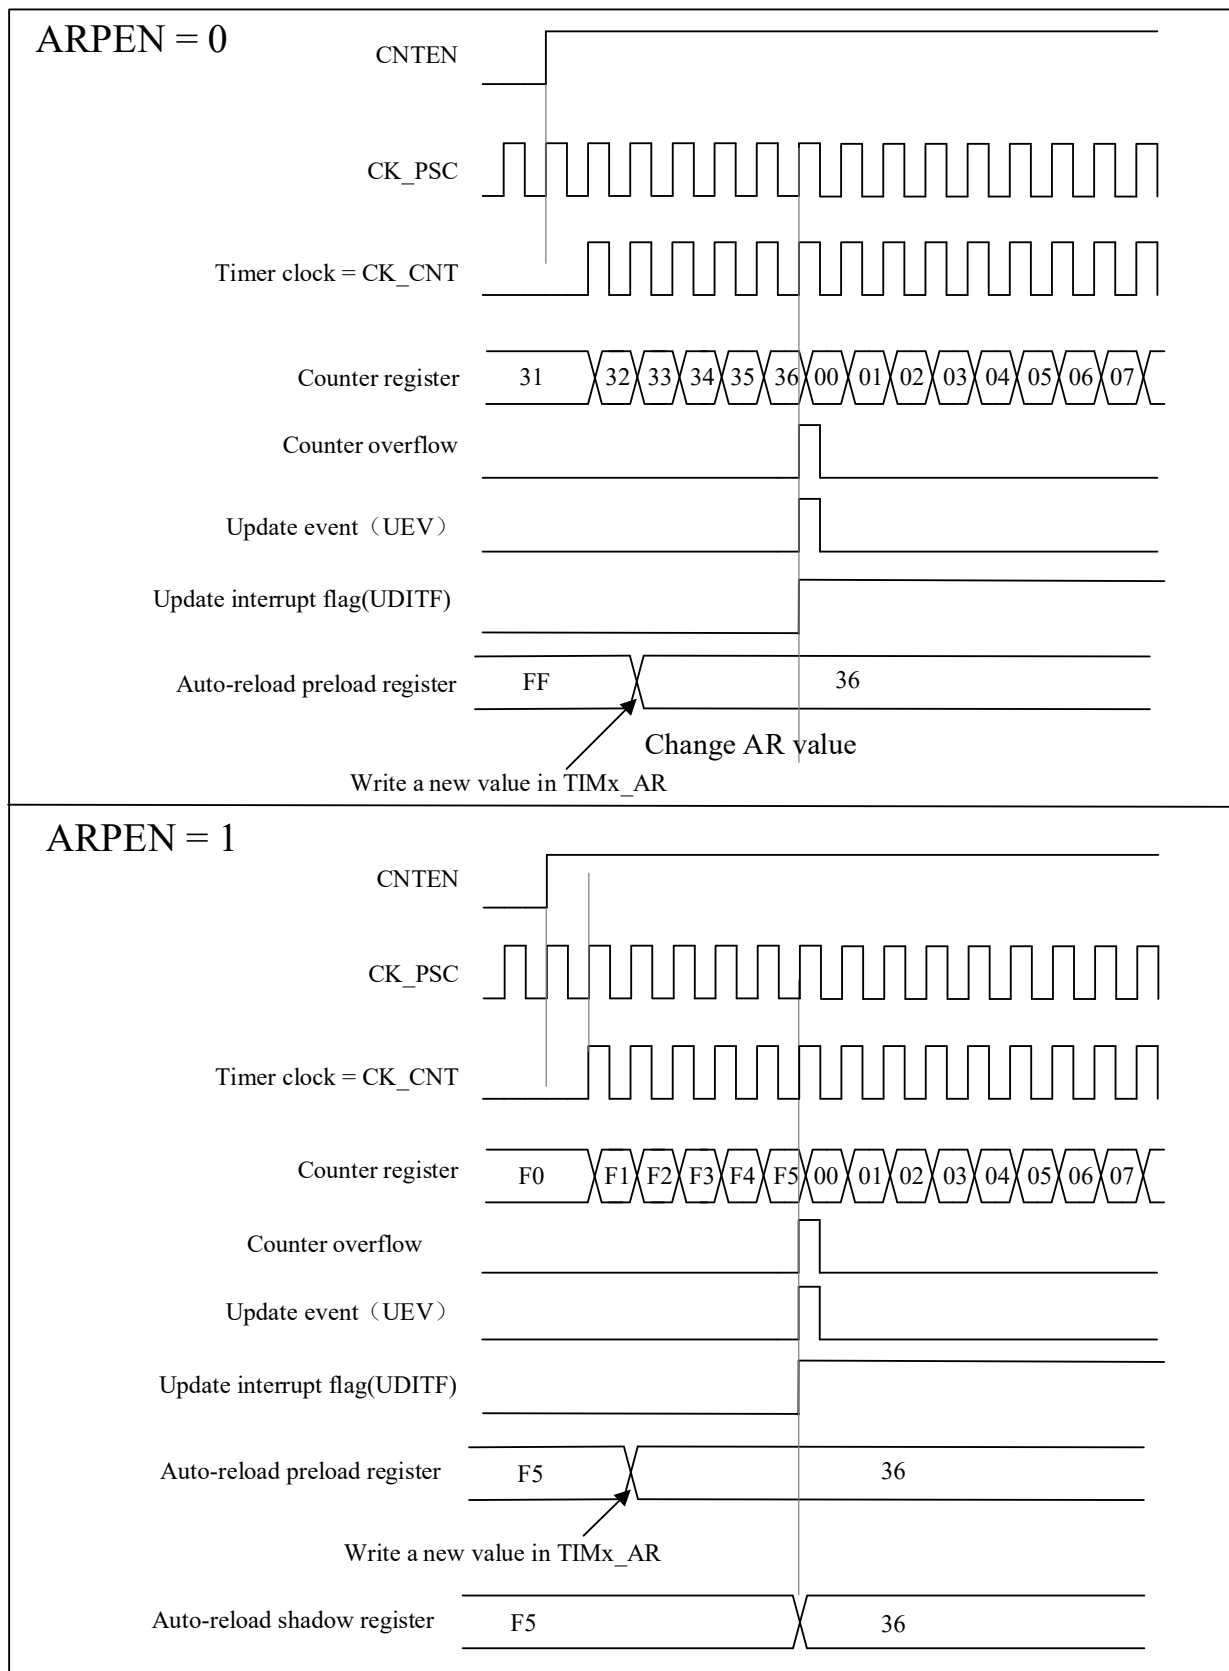 ARPEN = 0
CNTEN
CK_PSC
Timer clock = CK_CNT
Counter register 31 32 33 34 35 36 00 01 02 03 04 05 06 07
Counter overflow
Update event（UEV）
Update interrupt flag(UDITF)
Auto-reload preload register FF 36
Change AR value
Write a new value in TIMx_AR
ARPEN = 1
CNTEN
CK_PSC
Timer clock = CK_CNT
Counter register F0 F1 F2 F3 F4 F5 00 01 02 03 04 05 06 07
Counter overflow
Update event（UEV）
Update interrupt flag(UDITF)
Auto-reload preload register F5 36
Write a new value in TIMx_AR
Auto-reload shadow register F5 36